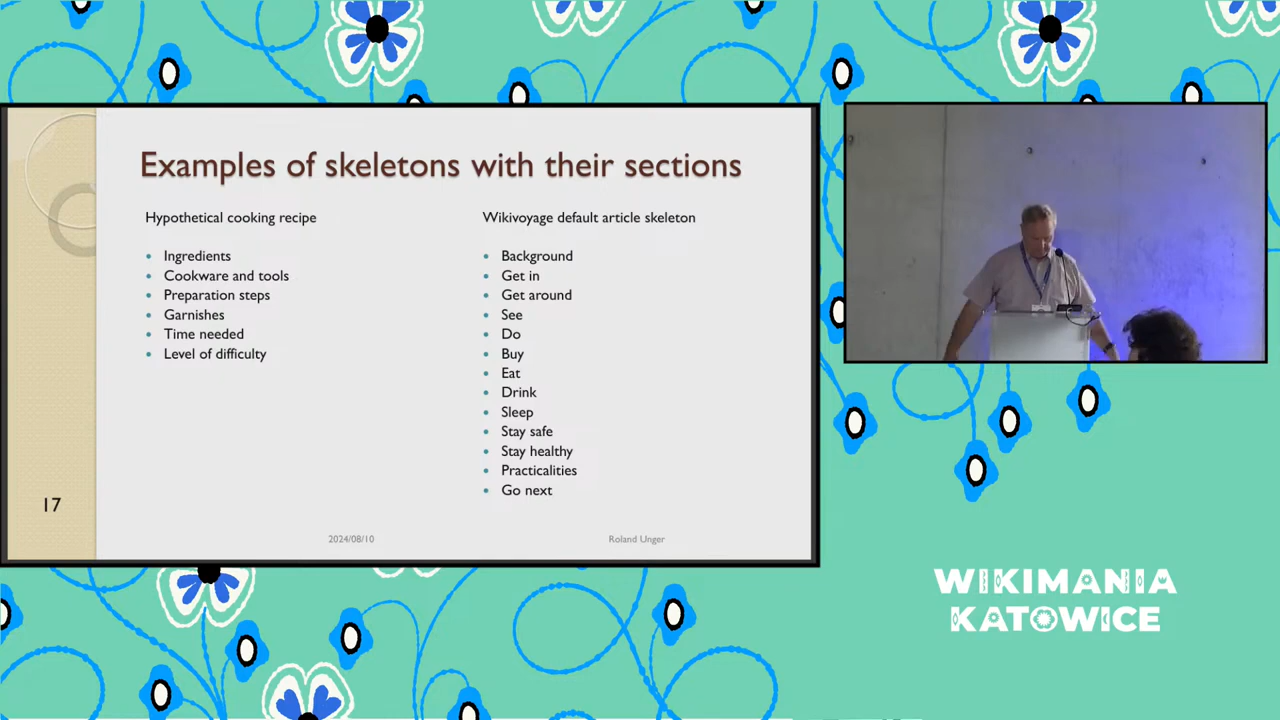 Examples of skeletons with their sections
Hypothetical cooking recipe
Ingredients
Cookware and tools
Preparation steps
Garnishes
Time needed
Level of difficulty
Wikivoyage default article skeleton
Background
Get in
Get around
See
Do
Buy
Eat
Drink
Sleep
Stay safe
Stay healthy
Practicalities
Go next
17
2024/08/10
Roland Unger
WIKIMANIA
KATOWICE